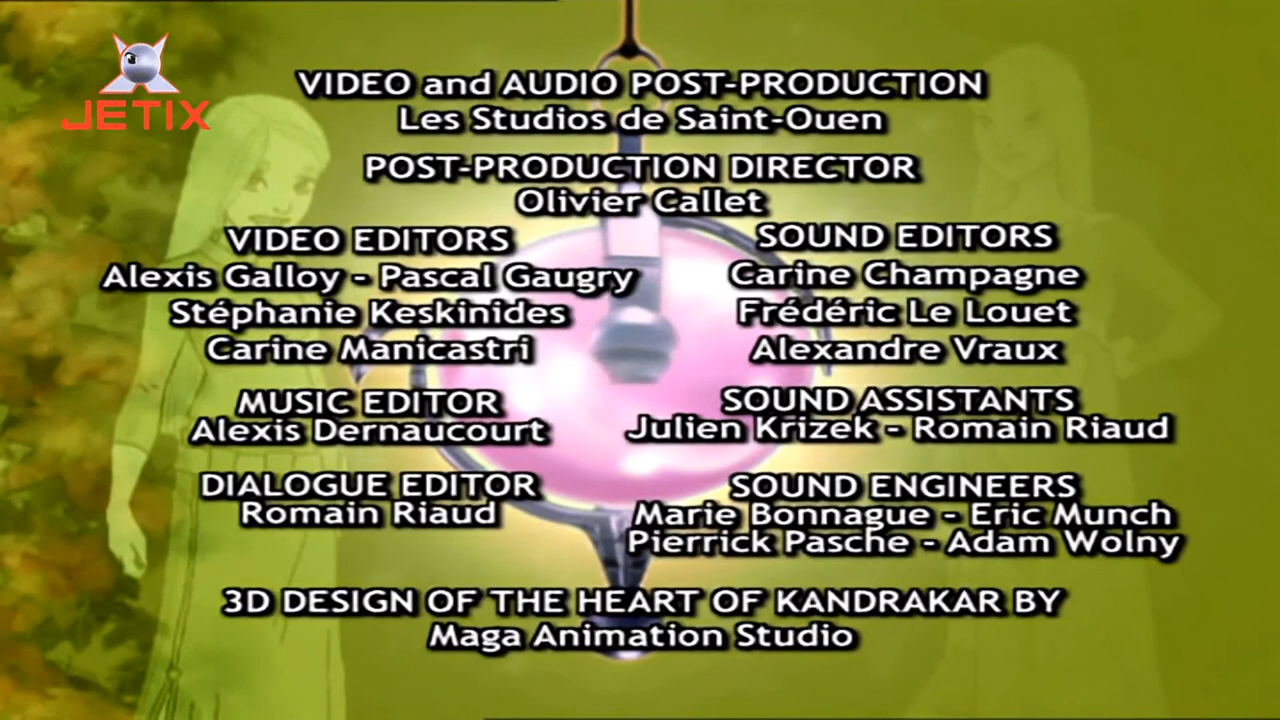 JETIX
VIDEO and AUDIO POST-PRODUCTION
Les Studios de Saint-Ouen
POST-PRODUCTION DIRECTOR
Olivier Callet
VIDEO EDITORS
Alexis Galloy - Pascal Gaugry
Stéphanie Keskinides
Carine Manicastri
SOUND EDITORS
Carine Champagne
Frédéric Le Louet
Alexandre Vraux
MUSIC EDITOR
Alexis Dernaucourt
SOUND ASSISTANTS
Julien Krizek - Romain Riaud
DIALOGUE EDITOR
Romain Riaud
SOUND ENGINEERS
Marie Bonnague - Eric Munch
Pierrick Pasche - Adam Wolny
3D DESIGN OF THE HEART OF KANDRAKAR BY
Maga Animation Studio